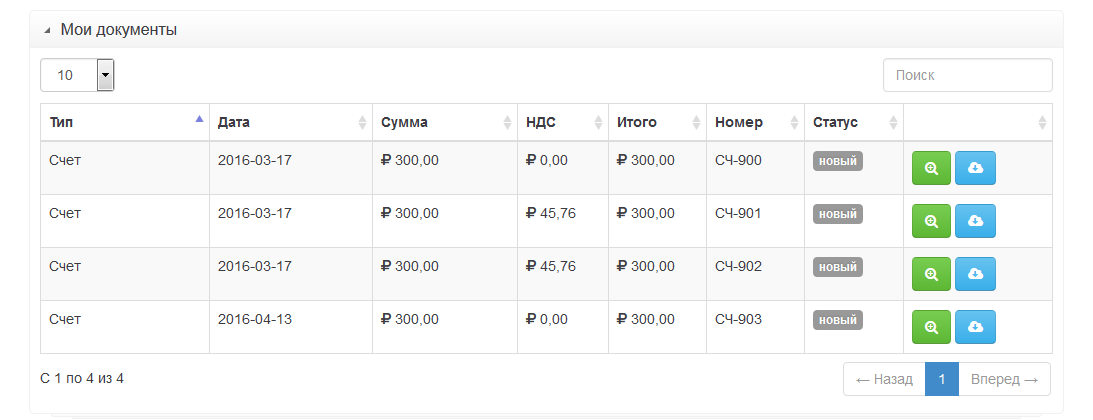 Мои документы
10
Поиск
Тип Дата Сумма НДС Итого Номер Статус
Счет 2016-03-17 ₽ 300,00 ₽ 0,00 ₽ 300,00 СЧ-900 новый
Счет 2016-03-17 ₽ 300,00 ₽ 45,76 ₽ 300,00 СЧ-901 новый
Счет 2016-03-17 ₽ 300,00 ₽ 45,76 ₽ 300,00 СЧ-902 новый
Счет 2016-04-13 ₽ 300,00 ₽ 0,00 ₽ 300,00 СЧ-903 новый
С 1 по 4 из 4 ← Назад 1 Вперед →